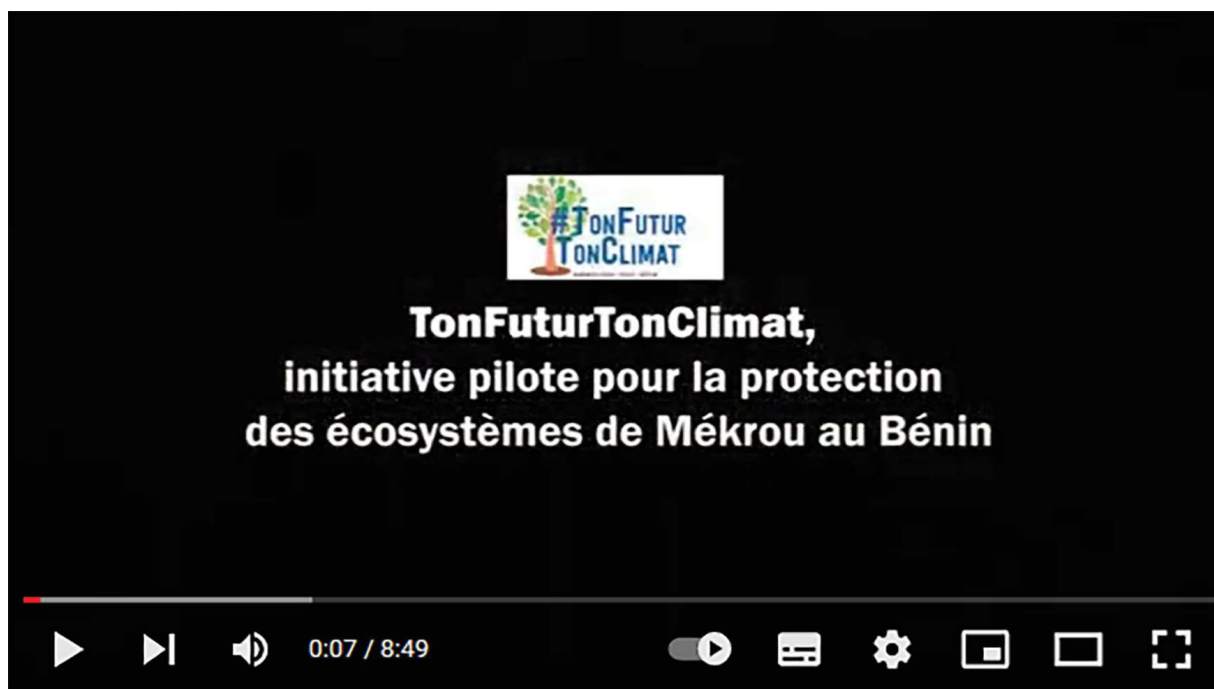 #TonFutur
TonClimat
TonFuturTonClimat,
initiative pilote pour la protection
des écosystèmes de Mékrou au Bénin
0:07 / 8:49